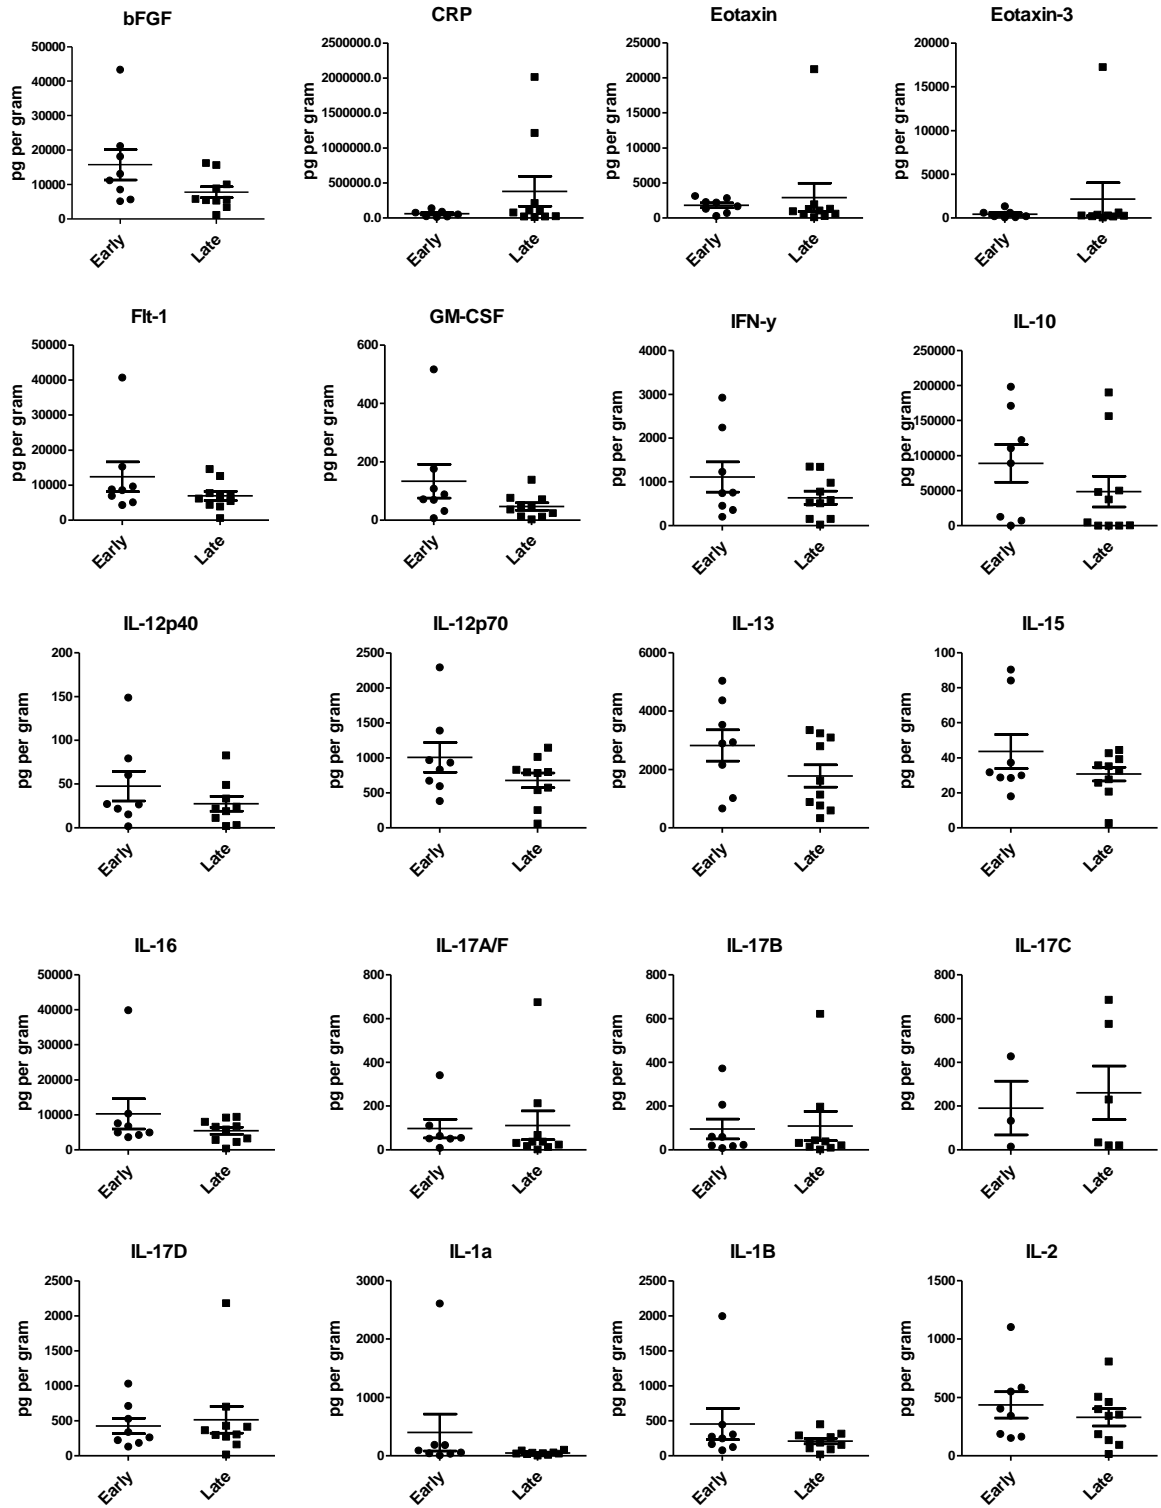 bFGF
CRP
Eotaxin
Eotaxin-3
pg per gram
50000
40000
30000
20000
10000
0
Early
Late
pg per gram
2500000.0
2000000.0
1500000.0
1000000.0
500000.0
0.0
Early
Late
pg per gram
25000
20000
15000
10000
5000
0
Early
Late
pg per gram
20000
15000
10000
5000
0
Early
Late
Flt-1
GM-CSF
IFN-y
IL-10
pg per gram
50000
40000
30000
20000
10000
0
Early
Late
pg per gram
600
400
200
0
Early
Late
pg per gram
4000
3000
2000
1000
0
Early
Late
pg per gram
250000
200000
150000
100000
50000
0
Early
Late
IL-12p40
IL-12p70
IL-13
IL-15
pg per gram
200
150
100
50
0
Early
Late
pg per gram
2500
2000
1500
1000
500
0
Early
Late
pg per gram
6000
4000
2000
0
Early
Late
pg per gram
100
80
60
40
20
0
Early
Late
IL-16
IL-17A/F
IL-17B
IL-17C
pg per gram
50000
40000
30000
20000
10000
0
Early
Late
pg per gram
800
600
400
200
0
Early
Late
pg per gram
800
600
400
200
0
Early
Late
pg per gram
800
600
400
200
0
Early
Late
IL-17D
IL-1a
IL-1B
IL-2
pg per gram
2500
2000
1500
1000
500
0
Early
Late
pg per gram
3000
2000
1000
0
Early
Late
pg per gram
2500
2000
1500
1000
500
0
Early
Late
pg per gram
1500
1000
500
0
Early
Late